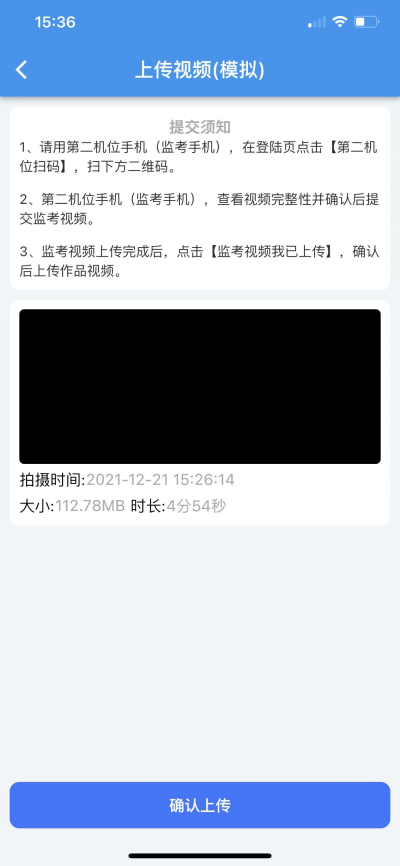 15:36
上传视频(模拟)
提交须知
1、请用第二机位手机（监考手机），在登陆页点击【第二机
位扫码】，扫下方二维码。
2、第二机位手机（监考手机），查看视频完整性并确认后提
交监考视频。
3、监考视频上传完成后，点击【监考视频我已上传】，确认
后上传作品视频。
拍摄时间:2021-12-21 15:26:14
大小:112.78MB 时长:4分54秒
确认上传